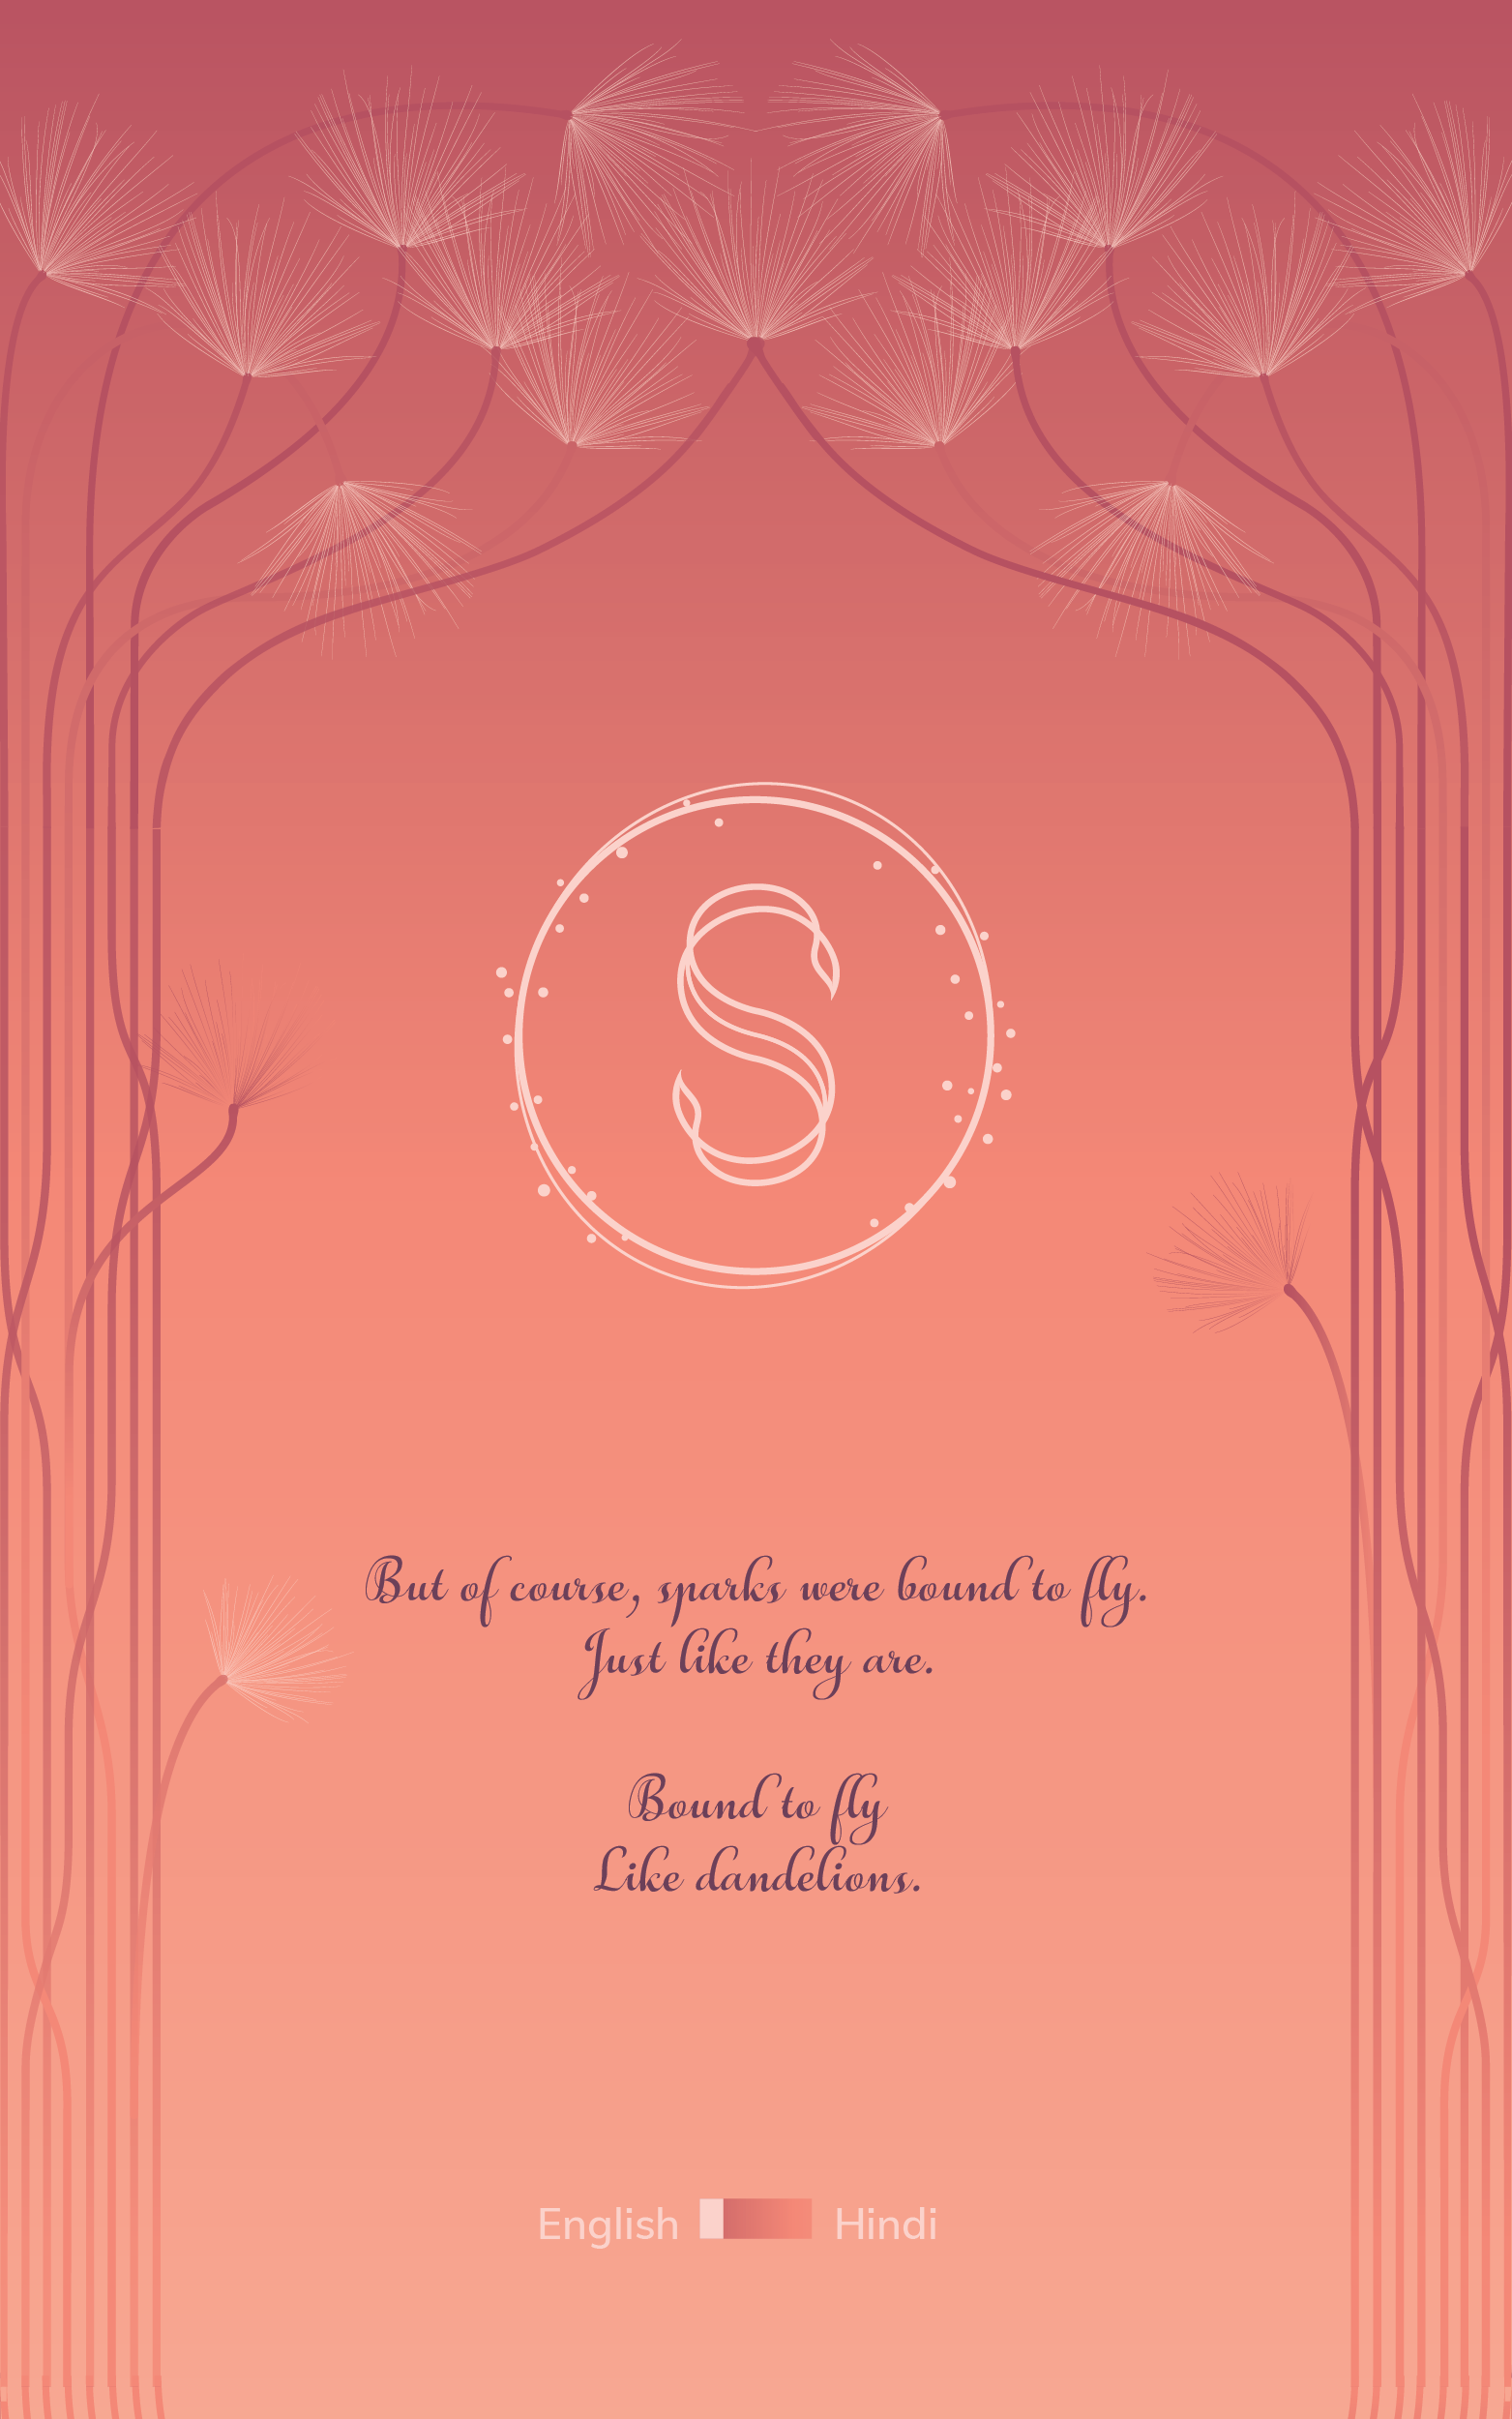 S
But of course, sparks were bound to fly.
Just like they are.
Bound to fly
Like dandelions.
English Hindi